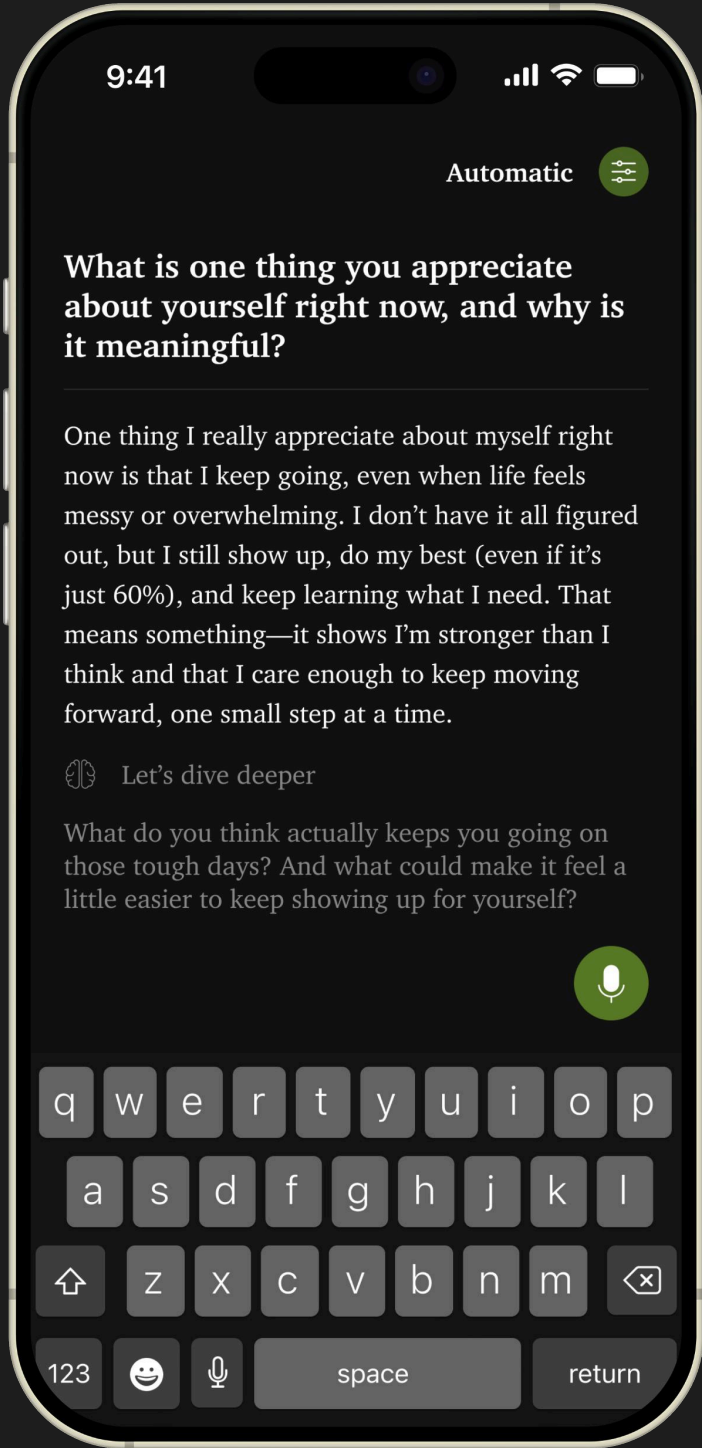 9:41
Automatic
What is one thing you appreciate
about yourself right now, and why is
it meaningful?
One thing I really appreciate about myself right
now is that I keep going, even when life feels
messy or overwhelming. I don’t have it all figured
out, but I still show up, do my best (even if it’s
just 60%), and keep learning what I need. That
means something—it shows I’m stronger than I
think and that I care enough to keep moving
forward, one small step at a time.
Let’s dive deeper
What do you think actually keeps you going on
those tough days? And what could make it feel a
little easier to keep showing up for yourself?
q w e r t y u i o p
a s d f g h j k l
z x c v b n m
123 space return